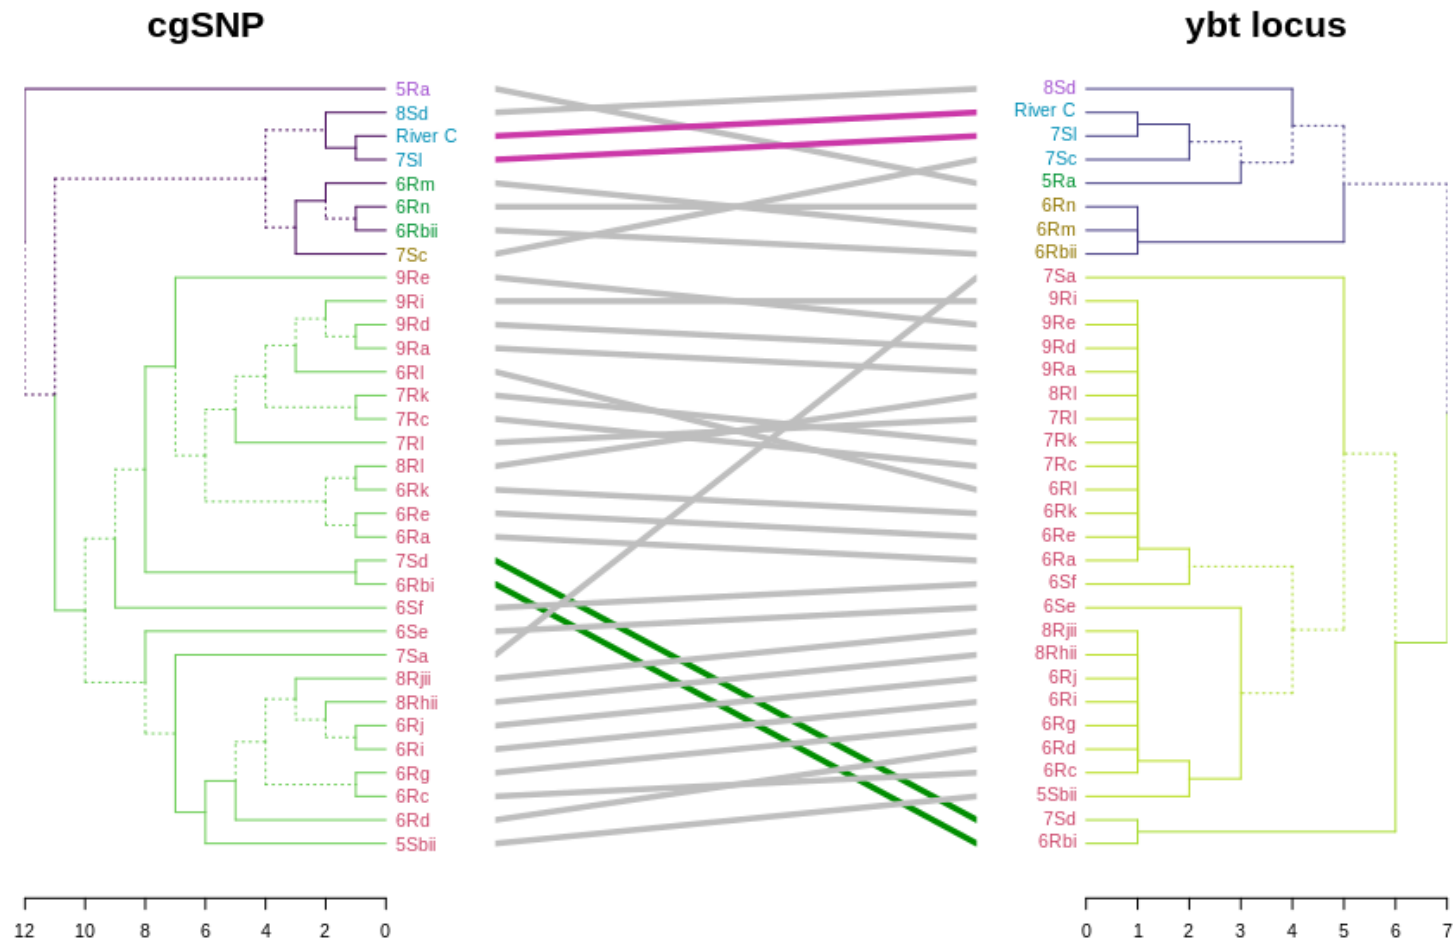 cgSNP
ybt locus
5Ra
8Sd
River C
7Sl
6Rm
6Rn
6Rbii
7Sc
9Re
9Ri
9Rd
9Ra
6Rl
7Rk
7Rc
7Rl
8Rl
6Rk
6Re
6Ra
7Sd
6Rbi
6Sf
6Se
7Sa
8Rjii
8Rhii
6Rj
6Ri
6Rg
6Rc
6Rd
5Sbii
12 10 8 6 4 2 0
8Sd
River C
7Sl
7Sc
5Ra
6Rn
6Rm
6Rbii
7Sa
9Ri
9Re
9Rd
9Ra
8Rl
7Rl
7Rk
7Rc
6Rl
6Rk
6Re
6Ra
6Sf
6Se
8Rjii
8Rhii
6Rj
6Ri
6Rg
6Rd
6Rc
5Sbii
7Sd
6Rbi
0 1 2 3 4 5 6 7